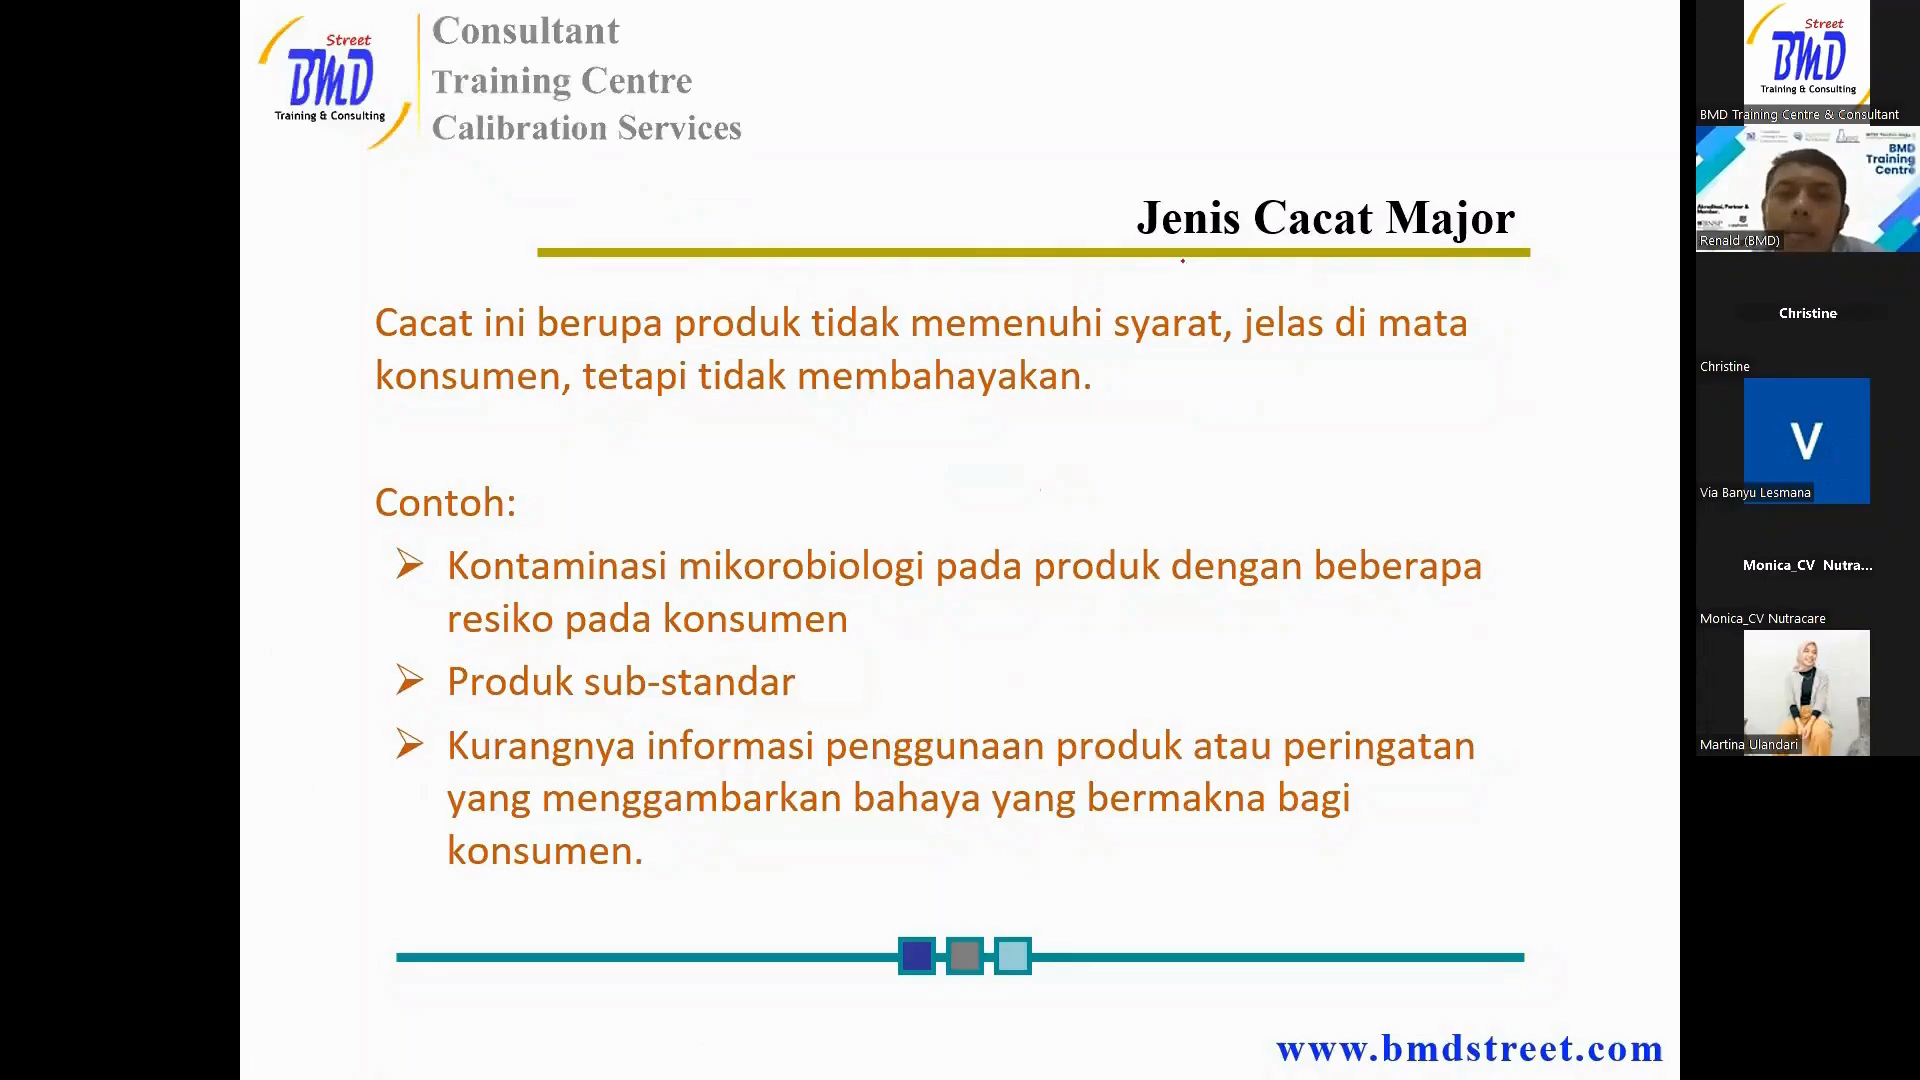 Street
BMD
Training & Consulting
Consultant
Training Centre
Calibration Services
Jenis Cacat Major
Cacat ini berupa produk tidak memenuhi syarat, jelas di mata
konsumen, tetapi tidak membahayakan.
Contoh:
Kontaminasi mikorobiologi pada produk dengan beberapa
resiko pada konsumen
Produk sub-standar
Kurangnya informasi penggunaan produk atau peringatan
yang menggambarkan bahaya yang bermakna bagi
konsumen.
www.bmdstreet.com
Street
BMD
Training & Consulting
BMD Training Centre & Consultant
BMD
Training
Centre
Renald (BMD)
Christine
Christine
V
Via Banyu Lesmana
Monica_CV Nutra...
Monica_CV Nutracare
Martina Ulandari